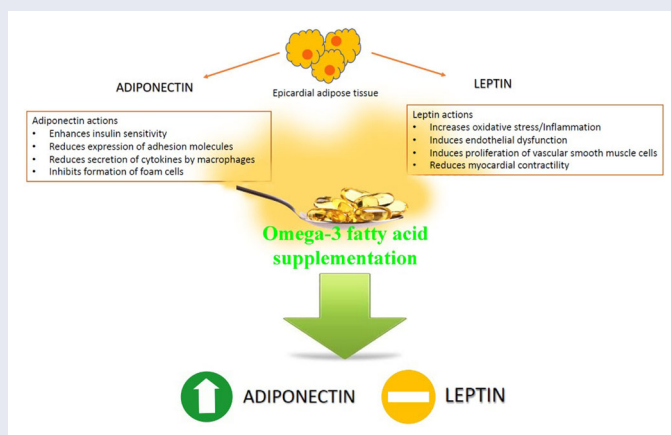 Epicardial adipose tissue
ADIPONECTIN
LEPTIN
Adiponectin actions
• Enhances insulin sensitivity
• Reduces expression of adhesion molecules
• Reduces secretion of cytokines by macrophages
• Inhibits formation of foam cells
Leptin actions
• Increases oxidative stress/Inflammation
• Induces endothelial dysfunction
• Induces proliferation of vascular smooth muscle cells
• Reduces myocardial contractility
Omega-3 fatty acid
supplementation
ADIPONECTIN
LEPTIN